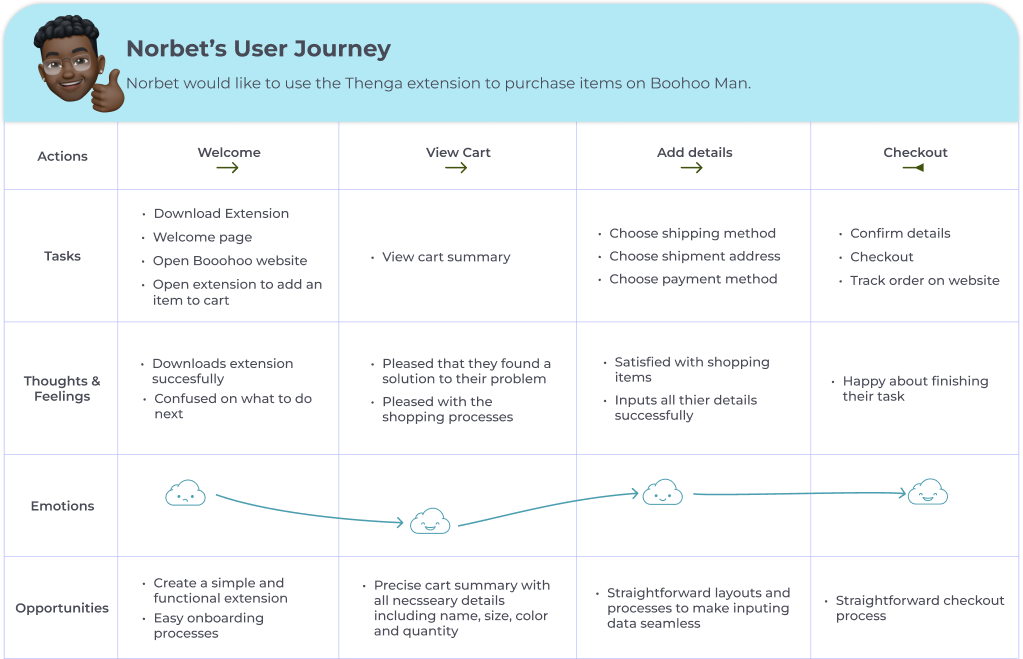 Norbet’s User Journey
Norbet would like to use the Thenga extension to purchase items on Boohoo Man.
Actions
Welcome
View Cart
Add details
Checkout
Tasks
• Download Extension
• Welcome page
• Open Booohoo website
• Open extension to add an
item to cart
• View cart summary
• Choose shipping method
• Choose shipment address
• Choose payment method
• Confirm details
• Checkout
• Track order on website
Thoughts &
Feelings
• Downloads extension
succesfully
• Confused on what to do
next
• Pleased that they found a
solution to their problem
• Pleased with the
shopping processes
• Satisfied with shopping
items
• Inputs all thier details
successfully
• Happy about finishing
their task
Emotions
Opportunities
• Create a simple and
functional extension
• Easy onboarding
processes
• Precise cart summary with
all necsseary details
including name, size, color
and quantity
• Straightforward layouts and
processes to make inputing
data seamless
• Straightforward checkout
process